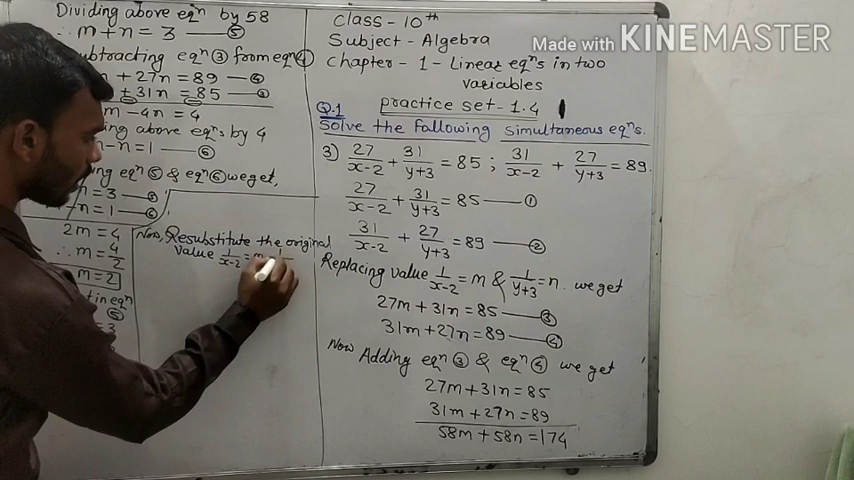 Dividing above eqⁿ by 58
∴ m+n = 3 — ⑤
ubtracting eqⁿ ③ from eqⁿ ④
+ 27n = 89 — ④
+ 31n = 85 — ③
m - 4n = 4
ing above eqⁿs by 4
-n = 1 — ⑥
ing eqⁿ ⑤ & eqⁿ ⑥ we get,
= 3 — ⑤
n = 1 — ⑥
2m = 4
∴ m = 4/2
m = 2
t in eqⁿ
⑤
= 3
Now, Resubstitute the original
value 1/x-2 = m 1
Made with KINEMASTER
Class - 10ᵗʰ
Subject - Algebra
Chapter - 1 - Linear eqⁿs in two
variables
practice set - 1.4
Q.1
Solve the following simultaneous eqⁿs.
3) 27/x-2 + 31/y+3 = 85 ; 31/x-2 + 27/y+3 = 89.
27/x-2 + 31/y+3 = 85 — ①
31/x-2 + 27/y+3 = 89 — ②
Replacing value 1/x-2 = m & 1/y+3 = n. we get
27m + 31n = 85 — ③
31m + 27n = 89 — ④
Now Adding eqⁿ ③ & eqⁿ ④ we get
27m + 31n = 85
31m + 27n = 89
58m + 58n = 174